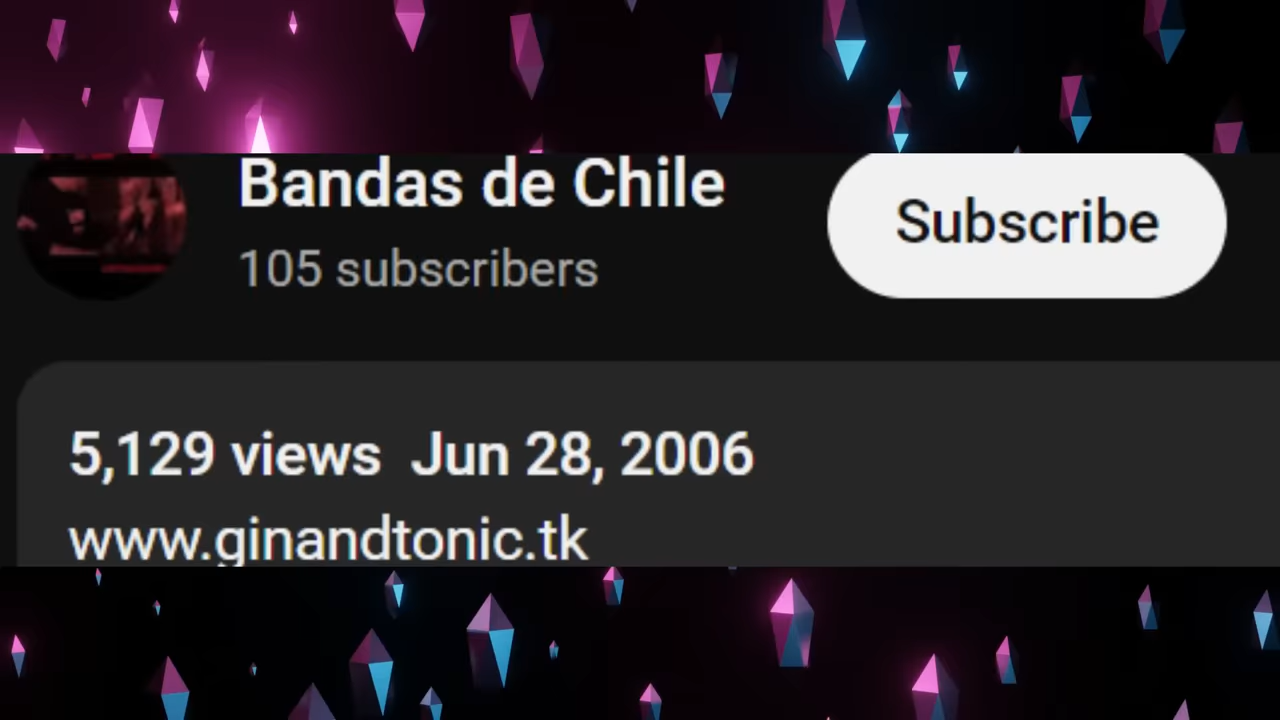 Bandas de Chile
Subscribe
105 subscribers
5,129 views Jun 28, 2006
www.ginandtonic.tk